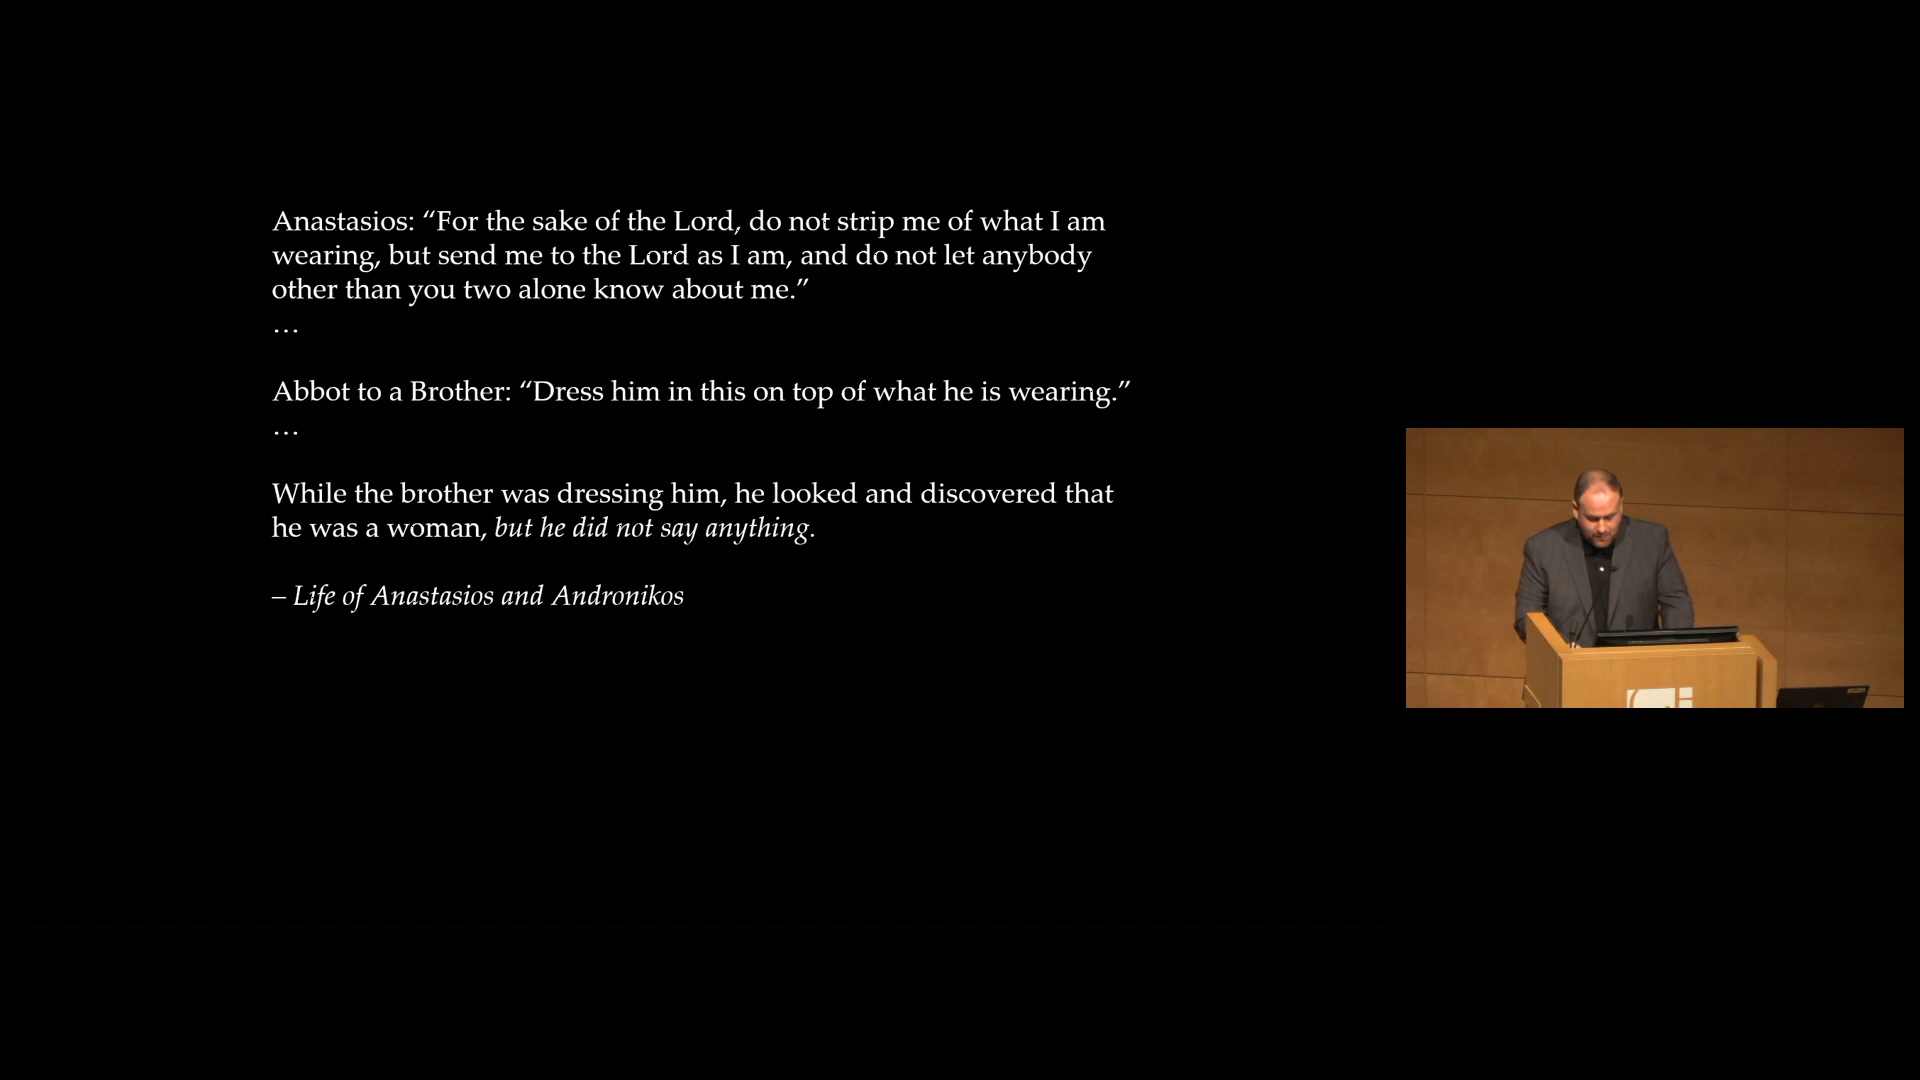 Anastasios: “For the sake of the Lord, do not strip me of what I am
wearing, but send me to the Lord as I am, and do not let anybody
other than you two alone know about me.”
…
Abbot to a Brother: “Dress him in this on top of what he is wearing.”
…
While the brother was dressing him, he looked and discovered that
he was a woman, but he did not say anything.
– Life of Anastasios and Andronikos